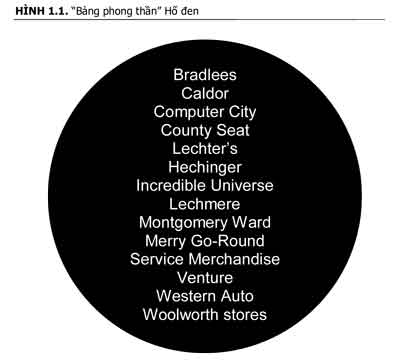 HÌNH 1.1. “Bảng phong thần” Hố đen
Bradlees
Caldor
Computer City
County Seat
Lechter’s
Hechinger
Incredible Universe
Lechmere
Montgomery Ward
Merry Go-Round
Service Merchandise
Venture
Western Auto
Woolworth stores